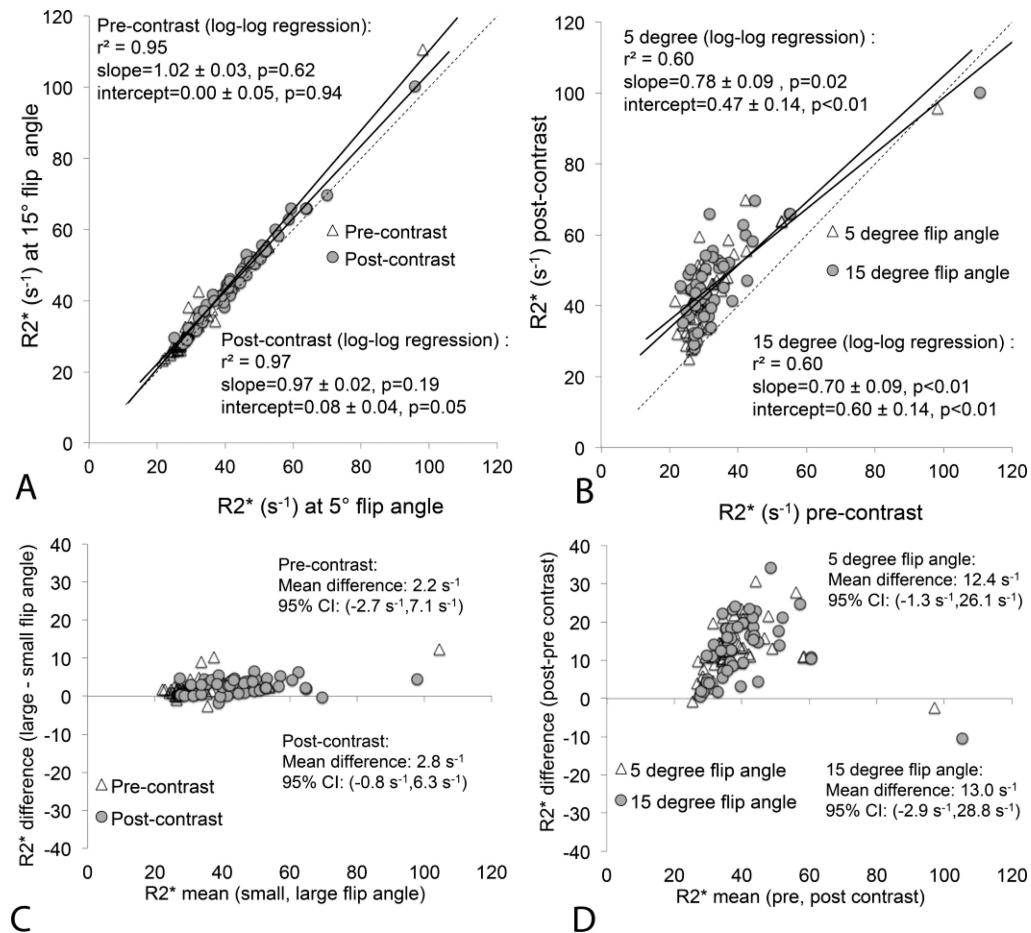 120
100
80
60
40
20
0
R2* (s⁻¹) at 15° flip angle
Pre-contrast (log-log regression):
r² = 0.95
slope=1.02 ± 0.03, p=0.62
intercept=0.00 ± 0.05, p=0.94
Pre-contrast
Post-contrast
Post-contrast (log-log regression) :
r² = 0.97
slope=0.97 ± 0.02, p=0.19
intercept=0.08 ± 0.04, p=0.05
0 20 40 60 80 100 120
A
R2* (s⁻¹) at 5° flip angle
120
100
80
60
40
20
0
R2* (s⁻¹) post-contrast
5 degree (log-log regression) :
r² = 0.60
slope=0.78 ± 0.09 , p=0.02
intercept=0.47 ± 0.14, p<0.01
5 degree flip angle
15 degree flip angle
15 degree (log-log regression) :
r² = 0.60
slope=0.70 ± 0.09, p<0.01
intercept=0.60 ± 0.14, p<0.01
0 20 40 60 80 100 120
B
R2* (s⁻¹) pre-contrast
40
30
20
10
0
-10
-20
-30
-40
R2* difference (large - small flip angle)
Pre-contrast:
Mean difference: 2.2 s⁻¹
95% CI: (-2.7 s⁻¹,7.1 s⁻¹)
Post-contrast:
Mean difference: 2.8 s⁻¹
95% CI: (-0.8 s⁻¹,6.3 s⁻¹)
Pre-contrast
Post-contrast
0 20 40 60 80 100 120
R2* mean (small, large flip angle)
C
40
30
20
10
0
-10
-20
-30
-40
R2* difference (post-pre contrast)
5 degree flip angle:
Mean difference: 12.4 s⁻¹
95% CI: (-1.3 s⁻¹,26.1 s⁻¹)
5 degree flip angle
15 degree flip angle
15 degree flip angle:
Mean difference: 13.0 s⁻¹
95% CI: (-2.9 s⁻¹,28.8 s⁻¹)
0 20 40 60 80 100 120
R2* mean (pre, post contrast)
D